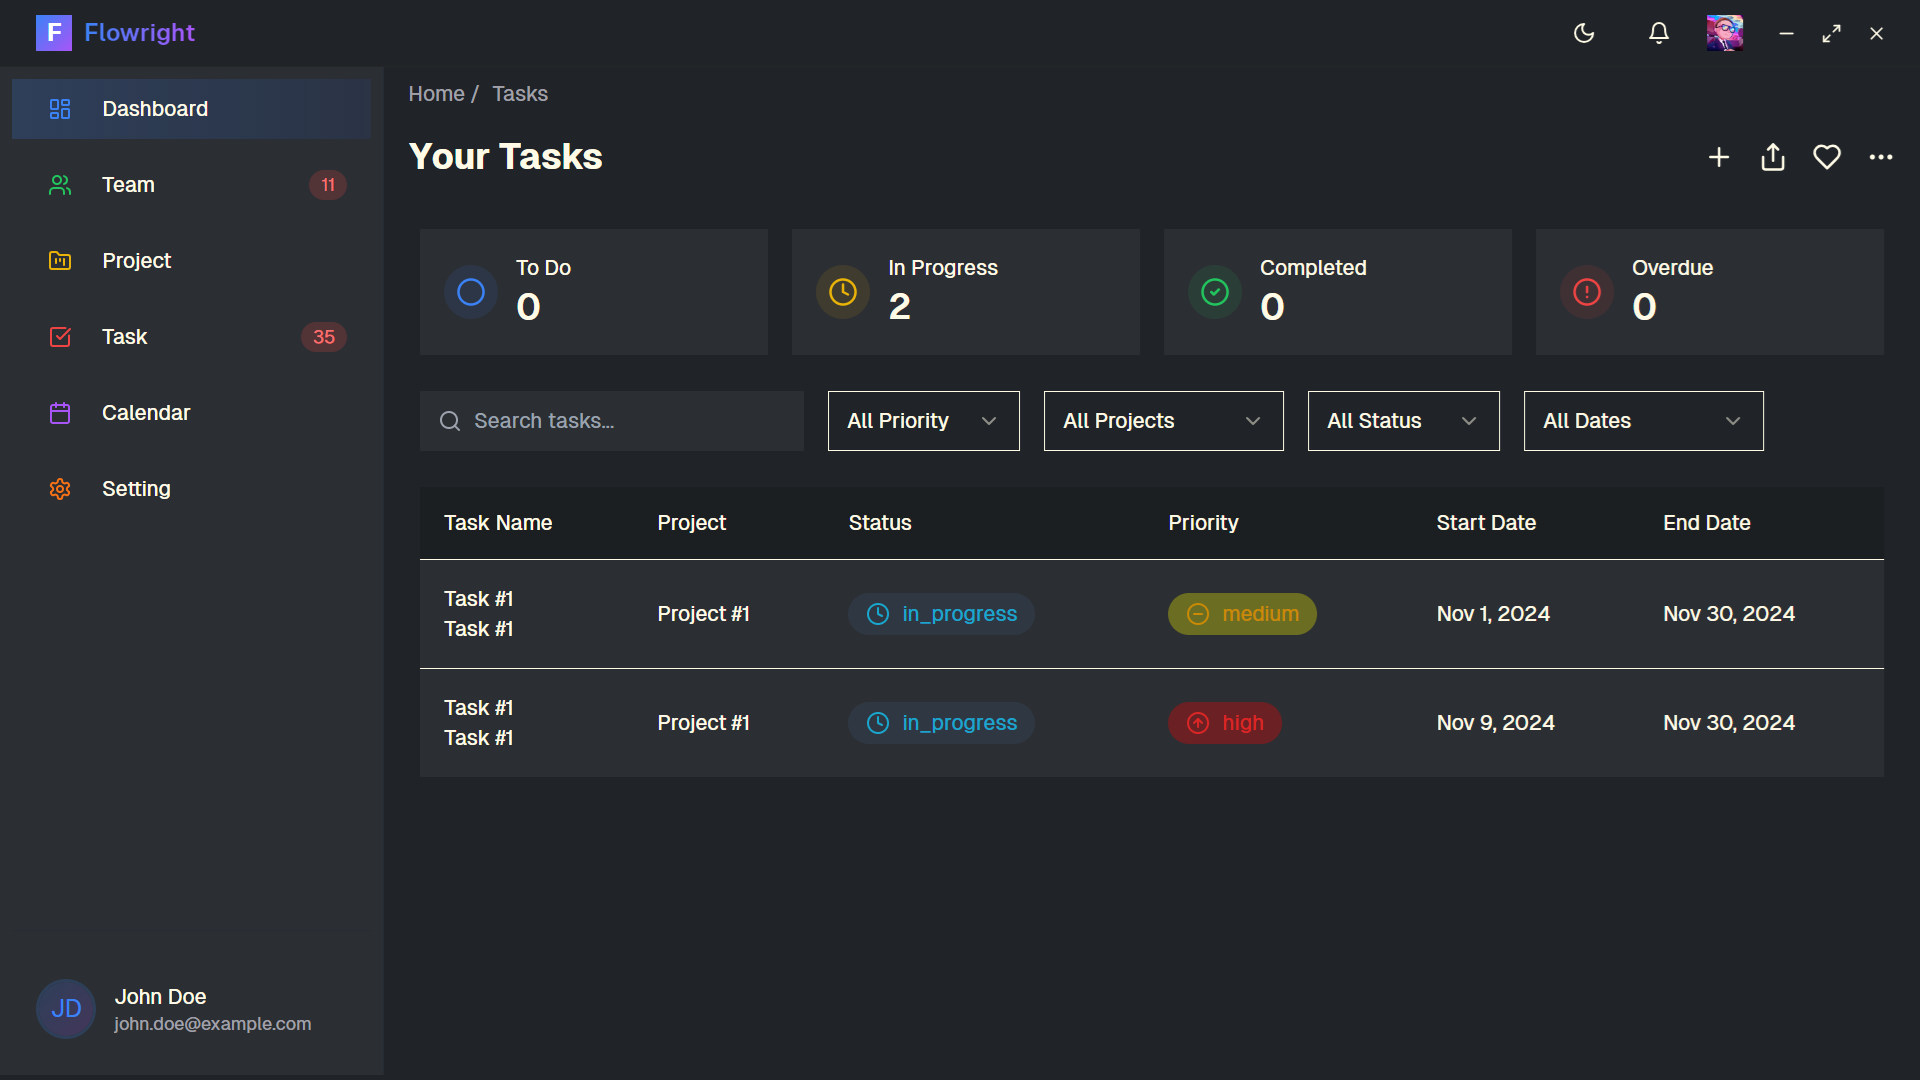 F Flowright
Dashboard
Team 11
Project
Task 35
Calendar
Setting
JD
John Doe
john.doe@example.com
Home / Tasks
Your Tasks
To Do
0
In Progress
2
Completed
0
Overdue
0
Search tasks...
All Priority
All Projects
All Status
All Dates
Task Name Project Status Priority Start Date End Date
Task #1
Task #1
Project #1 in_progress medium Nov 1, 2024 Nov 30, 2024
Task #1
Task #1
Project #1 in_progress high Nov 9, 2024 Nov 30, 2024